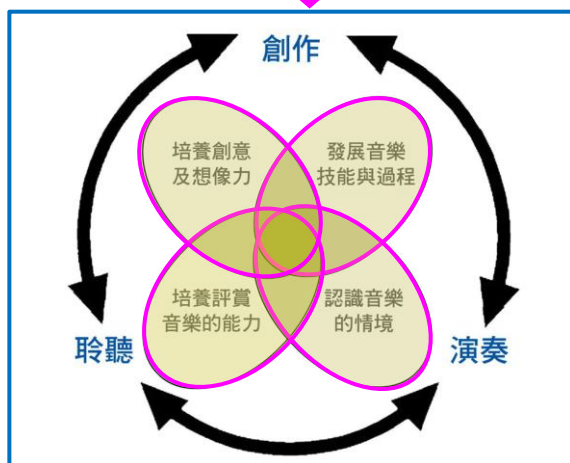 創作
培養創意
及想像力
發展音樂
技能與過程
培養評賞
音樂的能力
認識音樂
的情境
聆聽
演奏